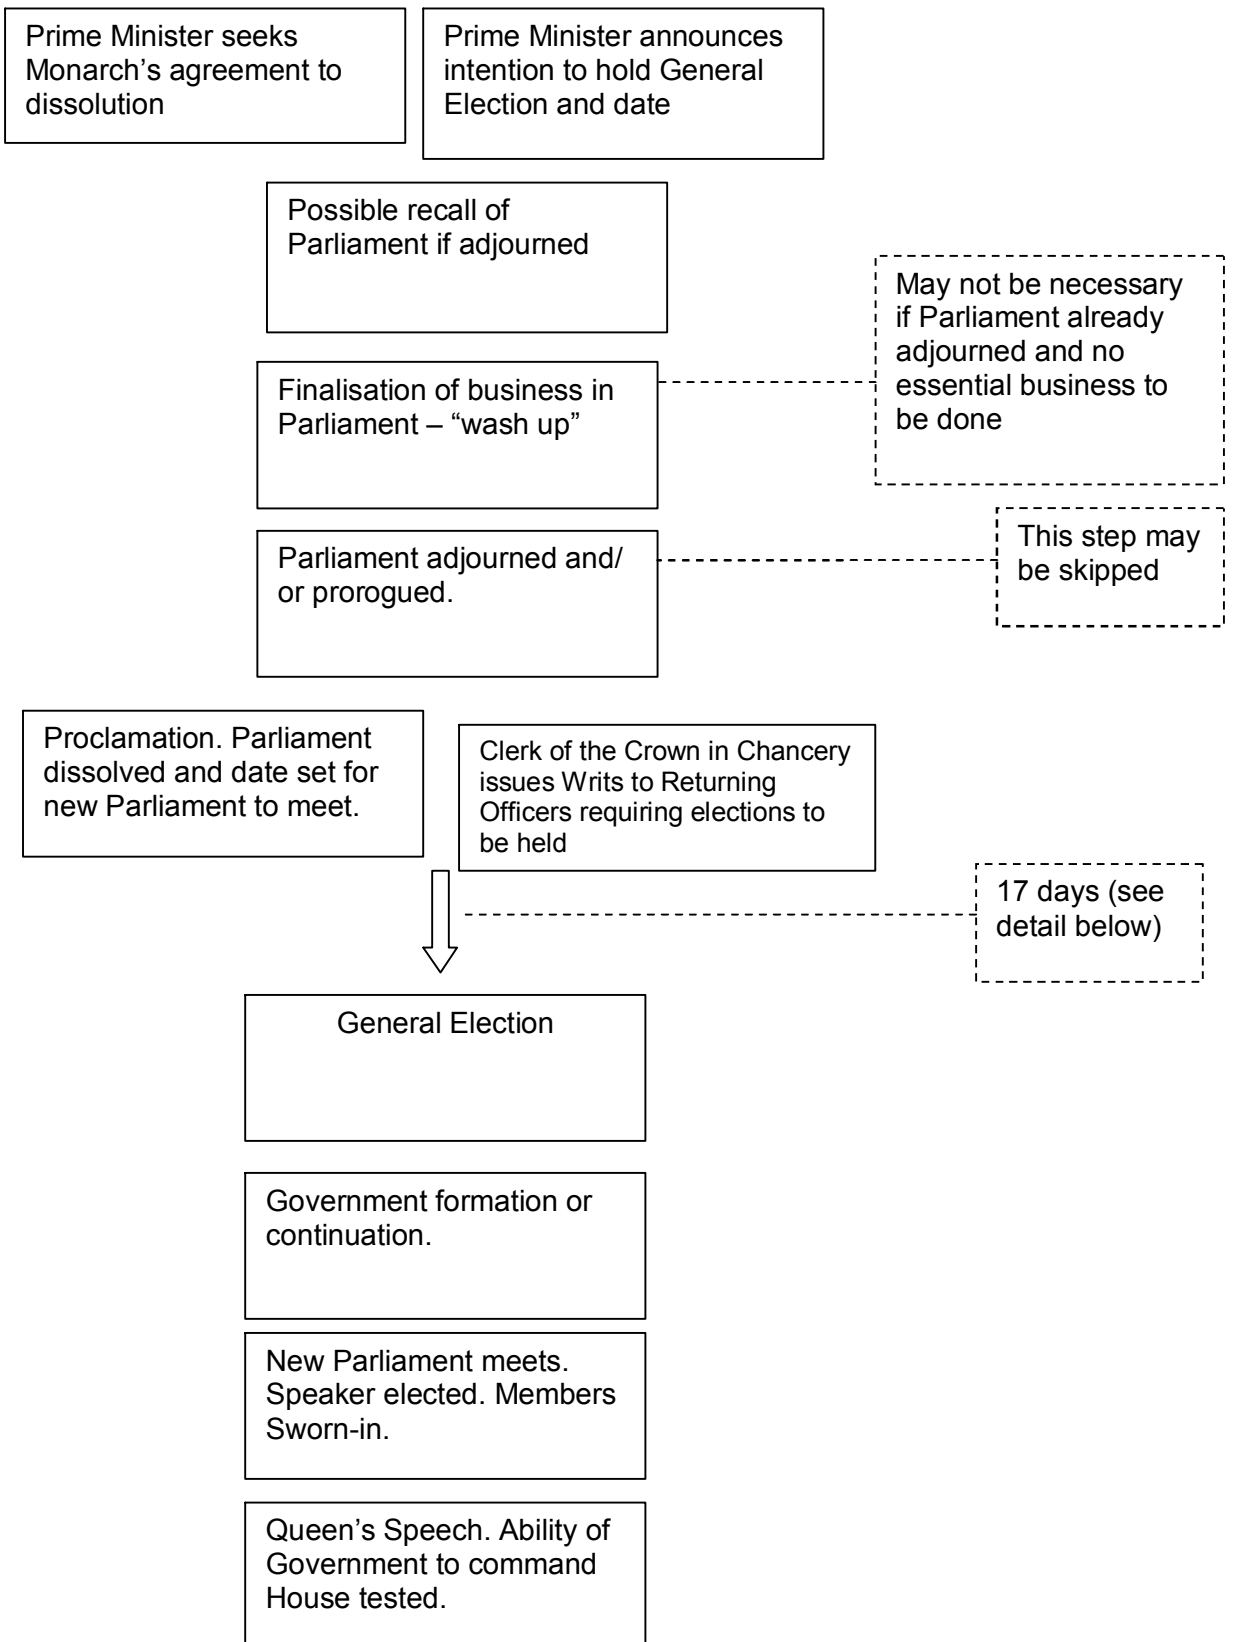 Prime Minister seeks
Monarch’s agreement to
dissolution
Prime Minister announces
intention to hold General
Election and date
Possible recall of
Parliament if adjourned
May not be necessary
if Parliament already
adjourned and no
essential business to
be done
Finalisation of business in
Parliament – “wash up”
This step may
be skipped
Parliament adjourned and/
or prorogued.
Proclamation. Parliament
dissolved and date set for
new Parliament to meet.
Clerk of the Crown in Chancery
issues Writs to Returning
Officers requiring elections to
be held
17 days (see
detail below)
General Election
Government formation or
continuation.
New Parliament meets.
Speaker elected. Members
Sworn-in.
Queen’s Speech. Ability of
Government to command
House tested.